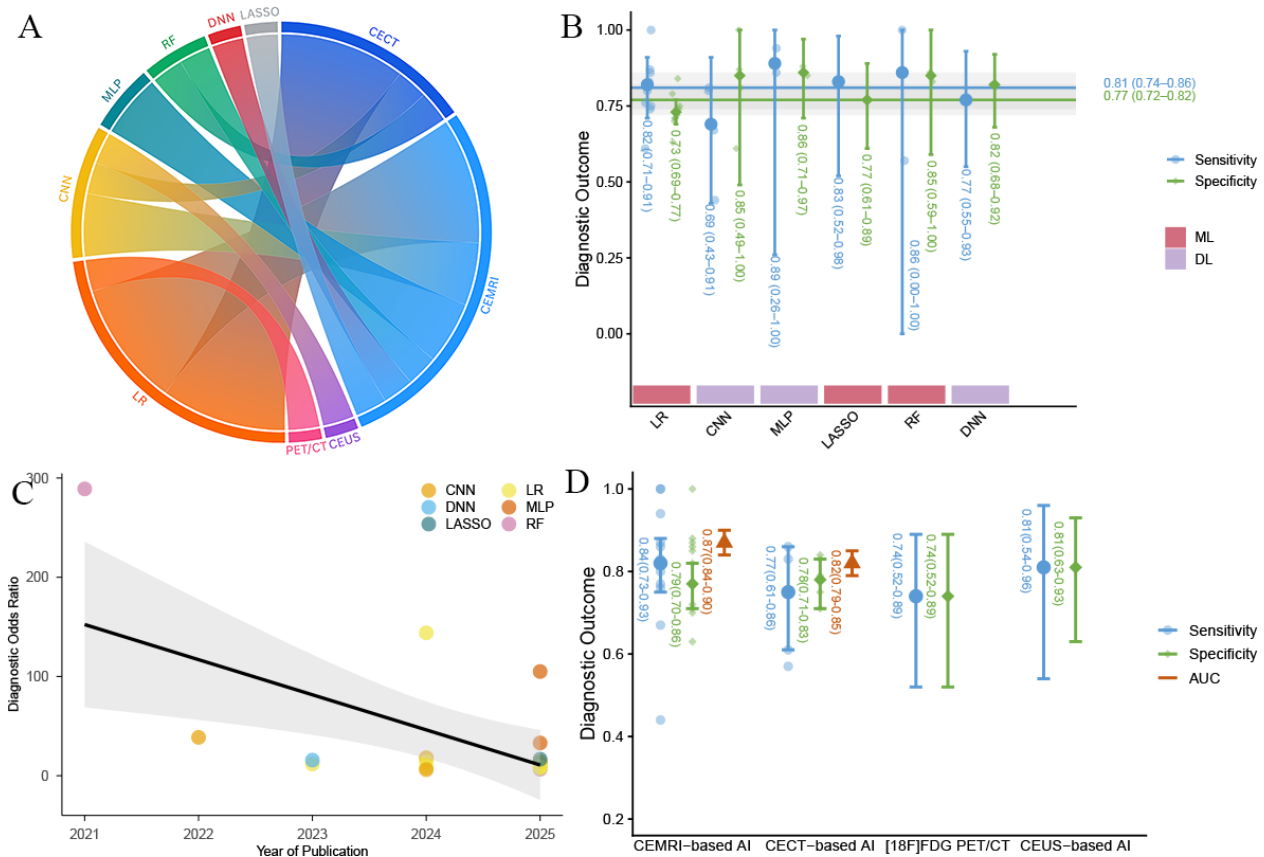 A
DNN
LASSO
RF
CECT
MLP
CNN
CEMRI
LR
PET/CT
CEUS
B
Diagnostic Outcome
1.00
0.75
0.50
0.25
0.00
0.82 (0.71–0.91)
0.73 (0.69–0.77)
0.69 (0.43–0.91)
0.85 (0.49–1.00)
0.89 (0.26–1.00)
0.86 (0.71–0.97)
0.83 (0.52–0.98)
0.77 (0.61–0.89)
0.86 (0.00–1.00)
0.85 (0.59–1.00)
0.77 (0.55–0.93)
0.82 (0.68–0.92)
0.81 (0.74–0.86)
0.77 (0.72–0.82)
Sensitivity
Specificity
ML
DL
LR
CNN
MLP
LASSO
RF
DNN
C
Diagnostic Odds Ratio
300
200
100
0
CNN
DNN
LASSO
LR
MLP
RF
2021
2022
2023
2024
2025
Year of Publication
D
Diagnostic Outcome
1.0
0.8
0.6
0.4
0.2
0.84(0.73-0.93)
0.79(0.70-0.86)
0.87(0.84-0.90)
0.77(0.61-0.86)
0.78(0.71-0.83)
0.82(0.79-0.85)
0.74(0.52-0.89)
0.74(0.52-0.89)
0.81(0.54-0.96)
0.81(0.63-0.93)
Sensitivity
Specificity
AUC
CEMRI–based AI
CECT–based AI
[18F]FDG PET/CT
CEUS–based AI